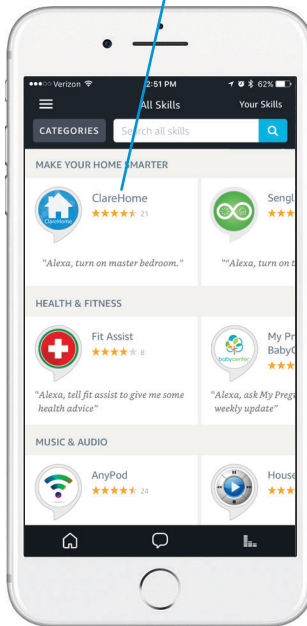 Verizon 2:51 PM 62%
All Skills Your Skills
CATEGORIES Search all skills
MAKE YOUR HOME SMARTER
ClareHome Sengl
21
ClareHome
"Alexa, turn on master bedroom." "“Alexa, turn on t
HEALTH & FITNESS
Fit Assist My Pr
8 BabyC
babycenter
"Alexa, tell fit assist to give me some "Alexa, ask My Preg
health advice" weekly update"
MUSIC & AUDIO
AnyPod House
24